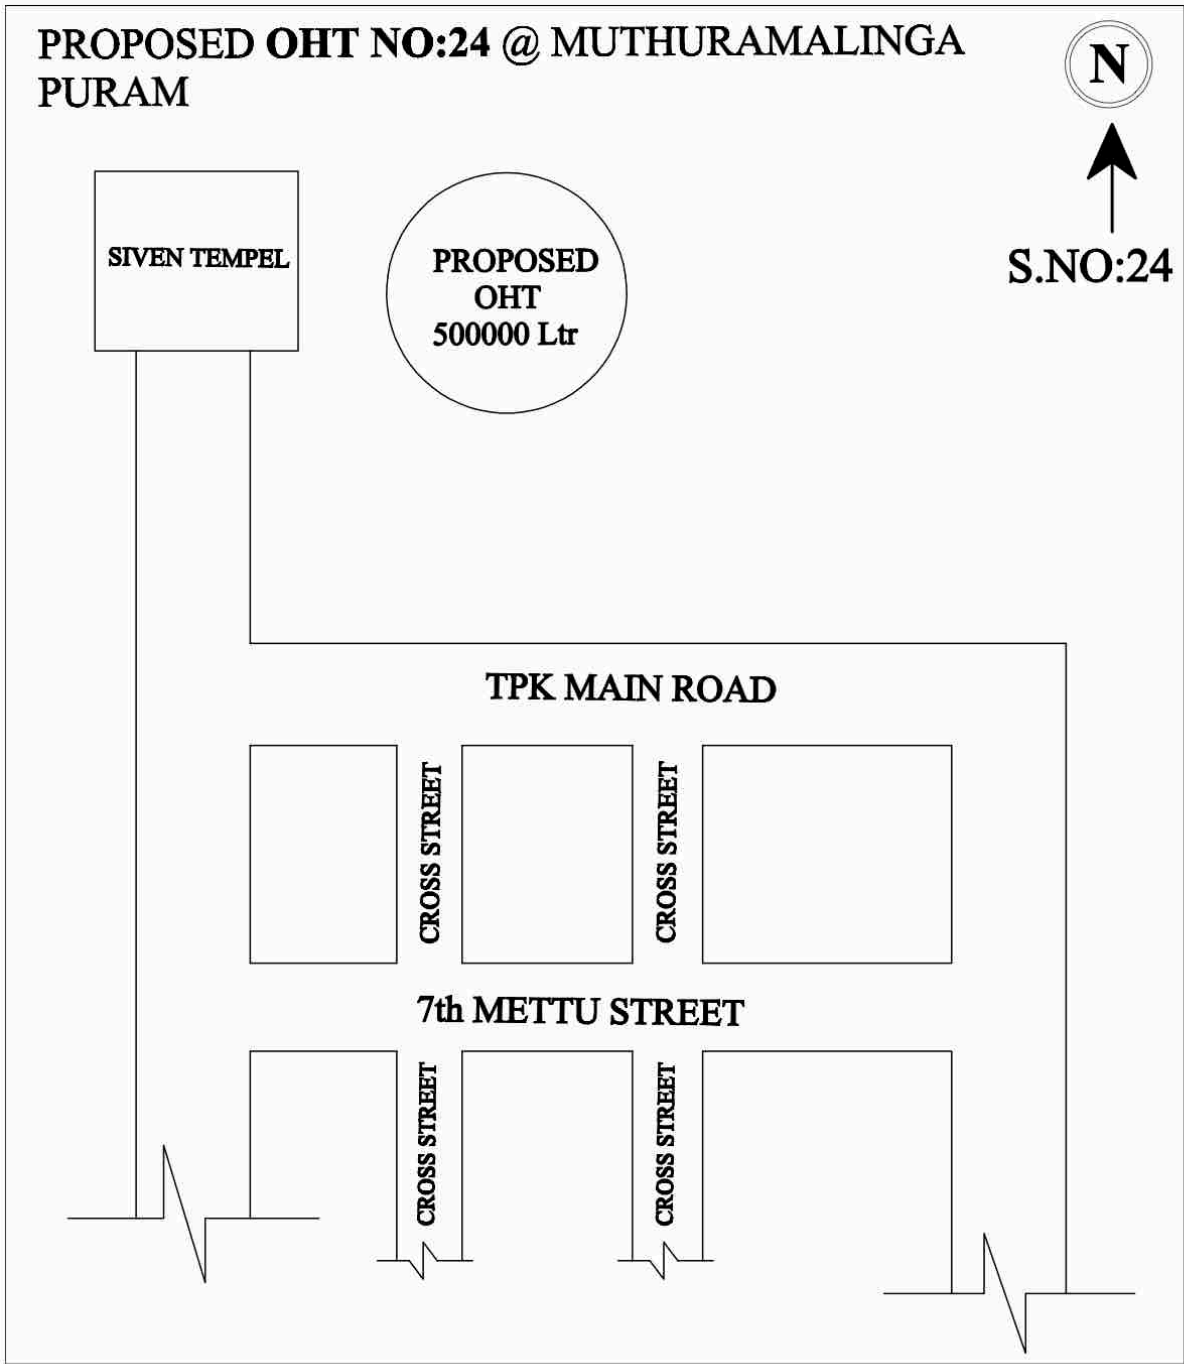 PROPOSED OHT NO:24 @ MUTHURAMALINGA
PURAM
N
S.NO:24
SIVEN TEMPEL
PROPOSED
OHT
500000 Ltr
TPK MAIN ROAD
CROSS STREET
CROSS STREET
7th METTU STREET
CROSS STREET
CROSS STREET